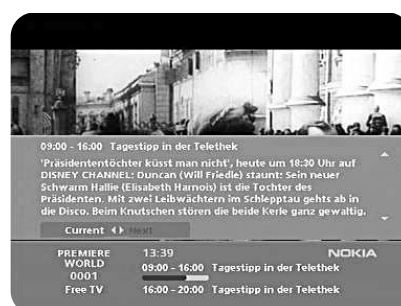 09:00 - 16:00 Tagestipp in der Telethek
'Präsidententöchter küsst man nicht', heute um 18:30 Uhr auf
DISNEY CHANNEL: Duncan (Will Friedle) staunt: Sein neuer
Schwarm Hallie (Elisabeth Harnois) ist die Tochter des
Präsidenten. Mit zwei Leibwächtern im Schlepptau gehts ab in
die Disco. Beim Knutschen stören die beide Kerle ganz gewaltig.
Current Next
PREMIERE WORLD
0001
Free TV
13:39 NOKIA
09:00 - 16:00 Tagestipp in der Telethek
16:00 - 20:00 Tagestipp in der Telethek